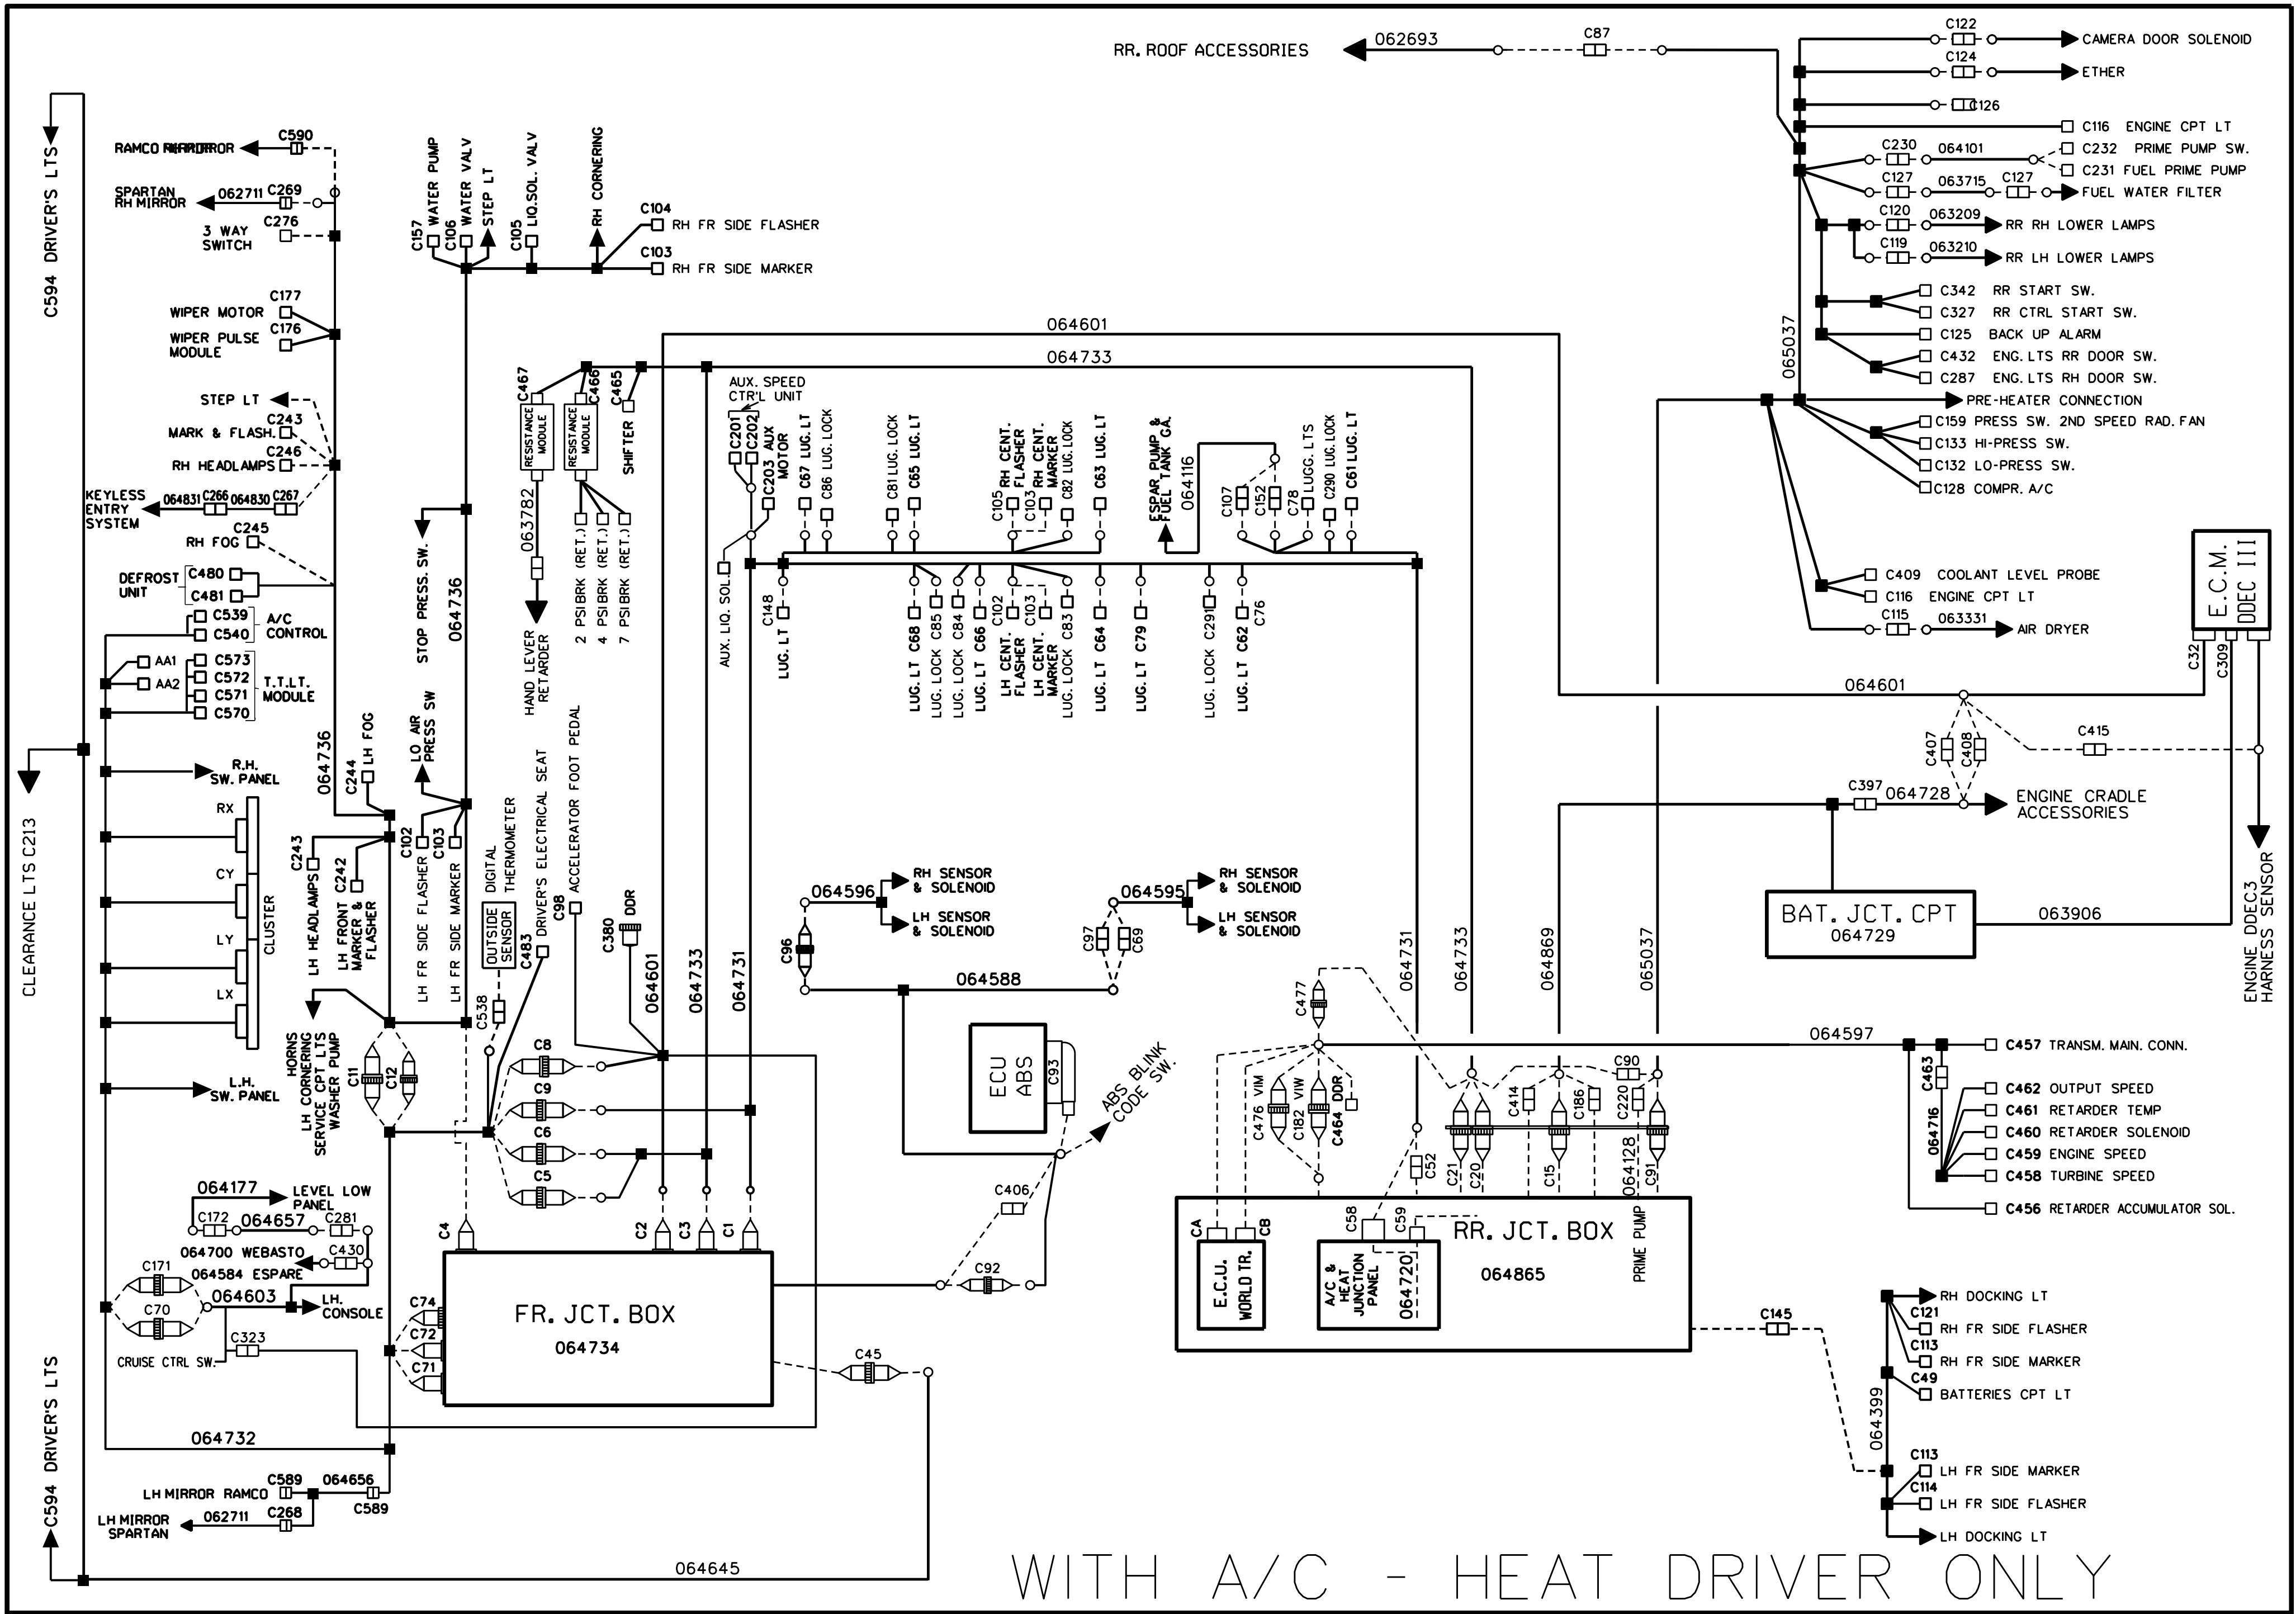 RR. ROOF ACCESSORIES
062693
C87
C122
CAMERA DOOR SOLENOID
C124
ETHER
C126
C116 ENGINE CPT LT
C230
064101
C232 PRIME PUMP SW.
C231 FUEL PRIME PUMP
C127
063715
C127
FUEL WATER FILTER
C120
063209
RR RH LOWER LAMPS
C119
063210
RR LH LOWER LAMPS
C342 RR START SW.
C327 RR CTRL START SW.
C125 BACK UP ALARM
C432 ENG. LTS RR DOOR SW.
C287 ENG. LTS RH DOOR SW.
065037
PRE-HEATER CONNECTION
C159 PRESS SW. 2ND SPEED RAD. FAN
C133 HI-PRESS SW.
C132 LO-PRESS SW.
C128 COMPR. A/C
C409 COOLANT LEVEL PROBE
C116 ENGINE CPT LT
C115
063331
AIR DRYER
E.C.M.
DDEC III
C32
C309
064601
C407
C408
C415
C397
064728
ENGINE CRADLE
ACCESSORIES
BAT. JCT. CPT
064729
063906
ENGINE DDEC3
HARNESS SENSOR
C594 DRIVER'S LTS
RAMCO
C590
SPARTAN
RH MIRROR
062711
C269
3 WAY
SWITCH
C276
WIPER MOTOR
C177
WIPER PULSE
MODULE
C176
STEP LT
C243
MARK & FLASH.
C246
RH HEADLAMPS
KEYLESS
ENTRY
SYSTEM
064831
C266
064830
C267
C245
RH FOG
DEFROST
UNIT
C480
C481
C539
C540
A/C
CONTROL
AA1
AA2
C573
C572
C571
C570
T.T.LT.
MODULE
R.H.
SW. PANEL
RX
CY
LY
LX
CLUSTER
L.H.
SW. PANEL
CLEARANCE LTS C213
064736
C244 LH FOG
C243
LH HEADLAMPS
C242
LH FRONT
MARKER &
FLASHER
HORNS
LH CORNERING
SERVICE CPT LTS
WASHER PUMP
C11
C12
C157 WATER PUMP
C106 WATER VALV
STEP LT
C105 LIQ. SOL. VALV
RH CORNERING
C104
RH FR SIDE FLASHER
C103
RH FR SIDE MARKER
STOP PRESS. SW.
064736
LO AIR
PRESS SW
C102
LH FR SIDE FLASHER
C103
LH FR SIDE MARKER
064601
064733
C467
RESISTANCE
MODULE
C466
RESISTANCE
MODULE
C465
SHIFTER
063782
HAND LEVER
RETARDER
2 PSI BRK (RET.)
4 PSI BRK (RET.)
7 PSI BRK (RET.)
AUX. SPEED
CTR'L UNIT
C201
C202
C203 AUX
MOTOR
AUX. LIQ. SOL.
C67 LUG. LT
C86 LUG. LOCK
C81 LUG. LOCK
C65 LUG. LT
C105 RH CENT.
FLASHER
C103 RH CENT.
MARKER
C82 LUG. LOCK
C63 LUG. LT
ESPAR PUMP &
FUEL TANK GA.
064116
C107
C152
C78 LUGG. LTS
C290 LUG. LOCK
C61 LUG. LT
C148
LUG. LT
LUG. LT C68
LUG. LOCK C85
LUG. LOCK C84
LUG. LT C66
C102
LH CENT.
FLASHER
C103
LH CENT.
MARKER
LUG. LOCK C83
LUG. LT C64
LUG. LT C79
LUG. LOCK C291
LUG. LT C62
C76
OUTSIDE
SENSOR
DIGITAL
THERMOMETER
C538
C483 DRIVER'S ELECTRICAL SEAT
C98 ACCELERATOR FOOT PEDAL
C380 DDR
064601
064733
064731
C8
C9
C6
C5
C4
C2
C3
C1
064596
RH SENSOR
& SOLENOID
LH SENSOR
& SOLENOID
C96
064595
RH SENSOR
& SOLENOID
LH SENSOR
& SOLENOID
C97
C69
064588
ECU
ABS
C93
ABS BLINK
CODE SW.
C406
C92
FR. JCT. BOX
064734
C74
C72
C71
C45
064177
LEVEL LOW
PANEL
C172
064657
C281
064700 WEBASTO
C430
064584 ESPARE
C171
064603
LH.
CONSOLE
C70
C323
CRUISE CTRL SW.
064732
C589
064656
LH MIRROR RAMCO
C589
LH MIRROR
SPARTAN
062711
C268
C594 DRIVER'S LTS
064645
064731
064733
064869
065037
C477
C476 VIM
C182 VIW
C464 DDR
C52
C21
C20
C414
C15
C186
C90
C220
064128
C91
CA
CB
E.C.U.
WORLD TR.
C58
C59
A/C &
HEAT
JUNCTION
PANEL
064720
RR. JCT. BOX
064865
PRIME PUMP
064597
C457 TRANSM. MAIN. CONN.
C463
064716
C462 OUTPUT SPEED
C461 RETARDER TEMP
C460 RETARDER SOLENOID
C459 ENGINE SPEED
C458 TURBINE SPEED
C456 RETARDER ACCUMULATOR SOL.
C145
RH DOCKING LT
C121
RH FR SIDE FLASHER
C113
RH FR SIDE MARKER
C49
BATTERIES CPT LT
064399
C113
LH FR SIDE MARKER
C114
LH FR SIDE FLASHER
LH DOCKING LT
WITH A/C - HEAT DRIVER ONLY